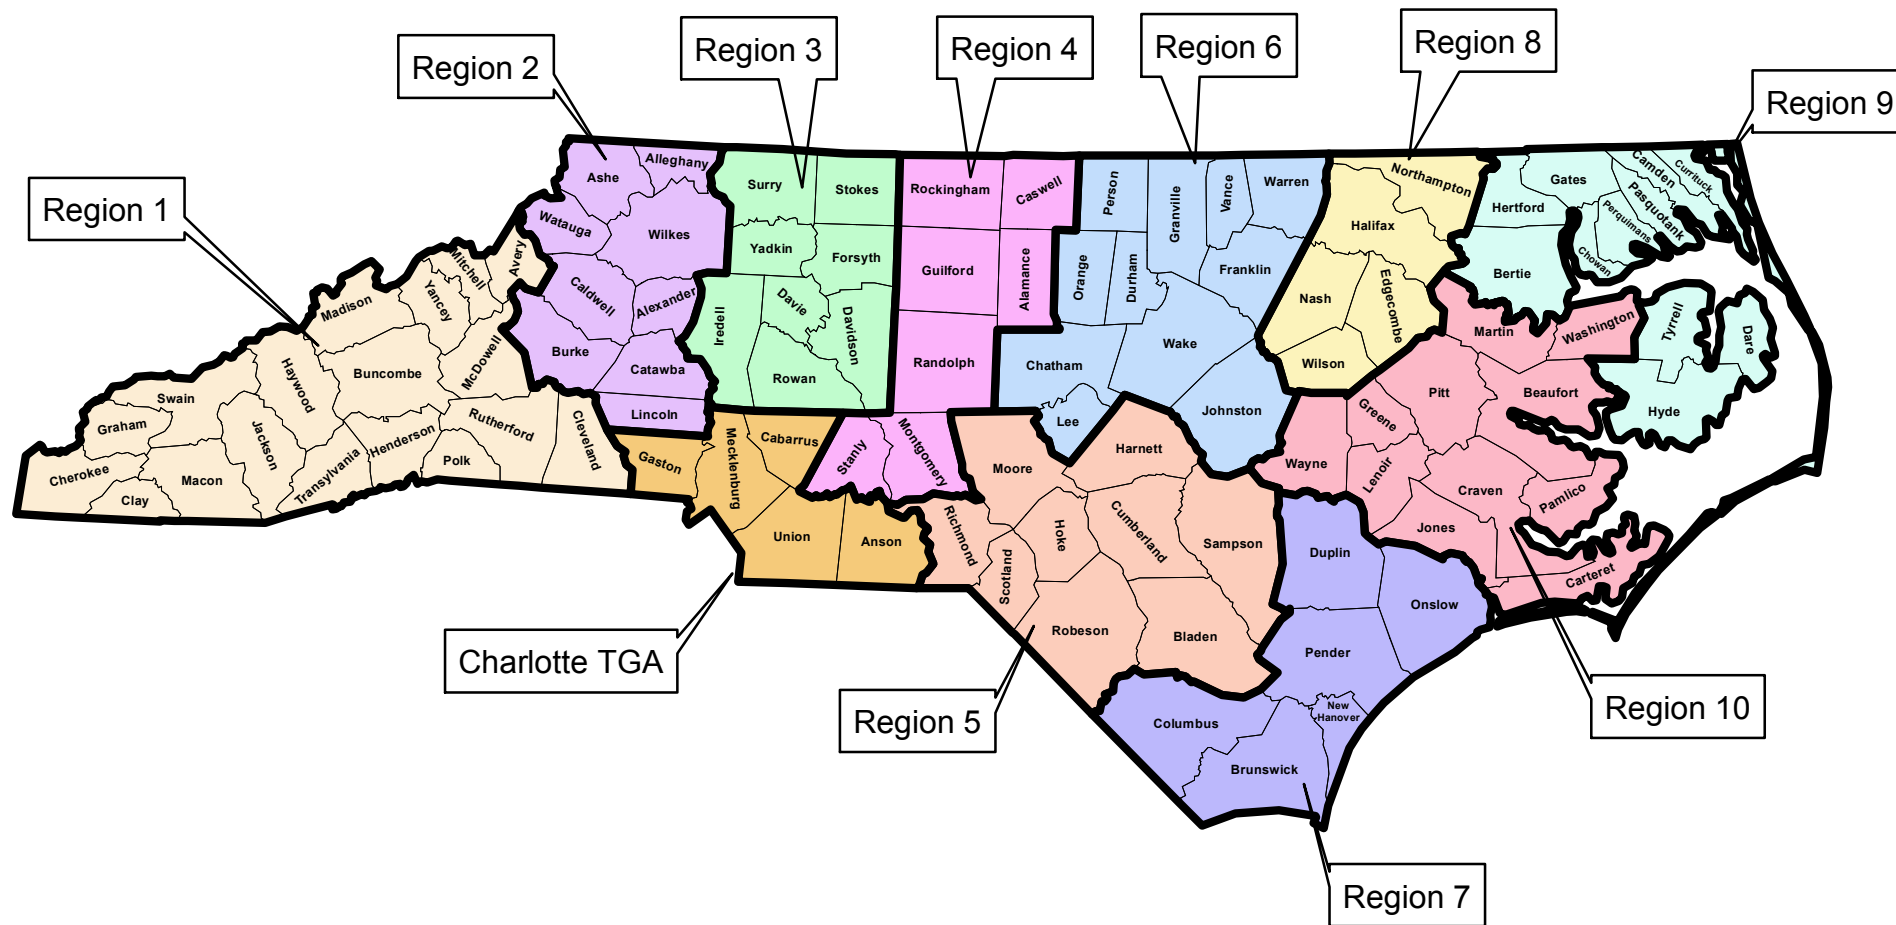 Region 3
Region 4
Region 6
Region 8
Region 2
Region 9
Region 1
Ashe
Alleghany
Watauga
Wilkes
Caldwell
Alexander
Burke
Catawba
Lincoln
Surry
Stokes
Yadkin
Forsyth
Iredell
Davie
Davidson
Rowan
Rockingham
Caswell
Guilford
Alamance
Randolph
Montgomery
Stanly
Person
Granville
Vance
Warren
Orange
Durham
Franklin
Wake
Chatham
Lee
Johnston
Northampton
Halifax
Nash
Edgecombe
Wilson
Gates
Hertford
Bertie
Camden
Currituck
Pasquotank
Perquimans
Chowan
Tyrrell
Dare
Hyde
Mitchell
Avery
Madison
Yancey
McDowell
Buncombe
Haywood
Swain
Graham
Cherokee
Clay
Macon
Jackson
Transylvania
Henderson
Polk
Rutherford
Cleveland
Gaston
Mecklenburg
Cabarrus
Union
Anson
Moore
Harnett
Richmond
Scotland
Hoke
Cumberland
Sampson
Robeson
Bladen
Martin
Washington
Pitt
Beaufort
Greene
Wayne
Lenoir
Craven
Pamlico
Jones
Carteret
Duplin
Onslow
Pender
New
Hanover
Columbus
Brunswick
Charlotte TGA
Region 5
Region 10
Region 7